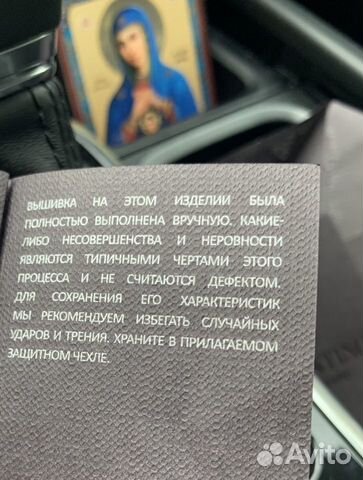 ВЫШИВКА НА ЭТОМ ИЗДЕЛИИ БЫЛА
ПОЛНОСТЬЮ ВЫПОЛНЕНА ВРУЧНУЮ. КАКИЕ-
ЛИБО НЕСОВЕРШЕНСТВА И НЕРОВНОСТИ
ЯВЛЯЮТСЯ ТИПИЧНЫМИ ЧЕРТАМИ ЭТОГО
ПРОЦЕССА И НЕ СЧИТАЮТСЯ ДЕФЕКТОМ.
ДЛЯ СОХРАНЕНИЯ ЕГО ХАРАКТЕРИСТИК
МЫ РЕКОМЕНДУЕМ ИЗБЕГАТЬ СЛУЧАЙНЫХ
УДАРОВ И ТРЕНИЯ. ХРАНИТЕ В ПРИЛАГАЕМОМ
ЗАЩИТНОМ ЧЕХЛЕ.
Avito